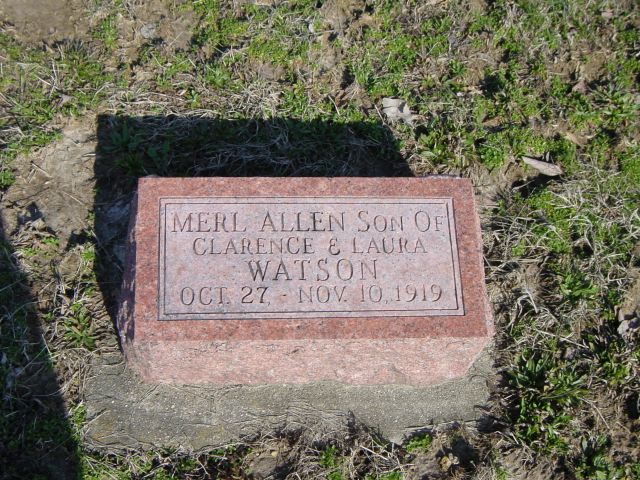 MERL ALLEN SON OF
CLARENCE & LAURA
WATSON
OCT. 27, - NOV. 10, 1919